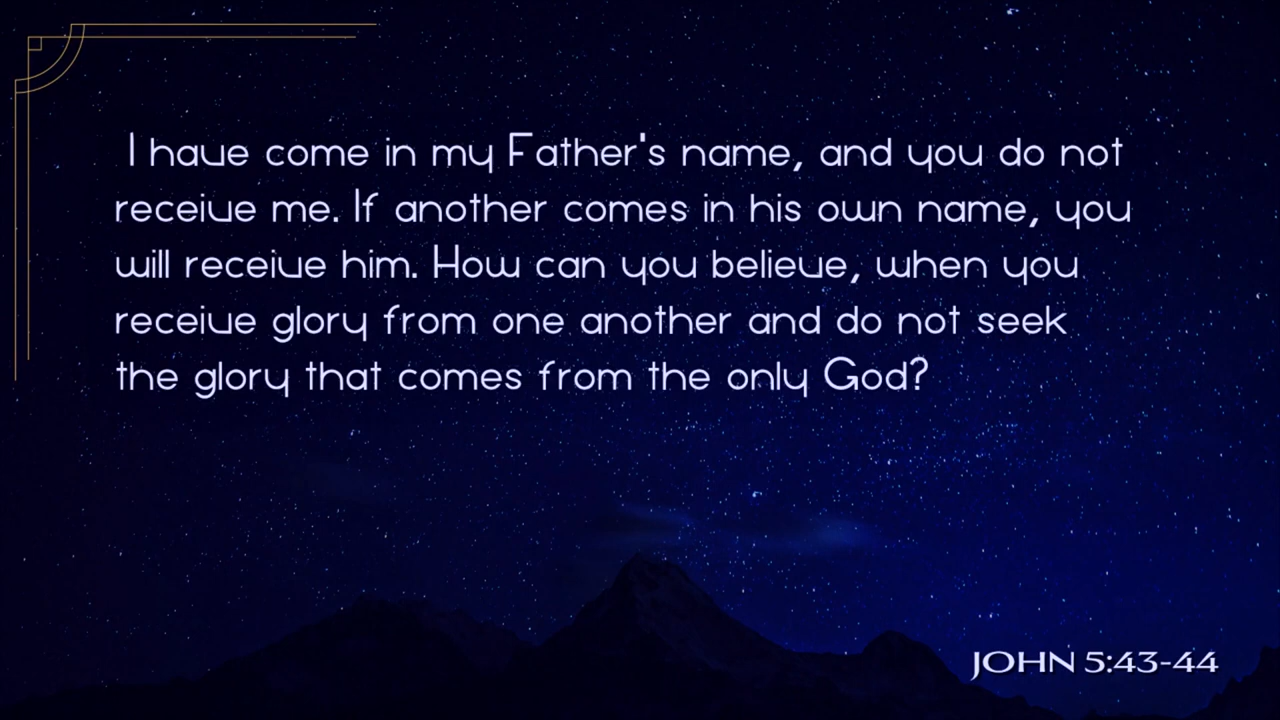 I have come in my Father's name, and you do not
receive me. If another comes in his own name, you
will receive him. How can you believe, when you
receive glory from one another and do not seek
the glory that comes from the only God?
JOHN 5:43-44